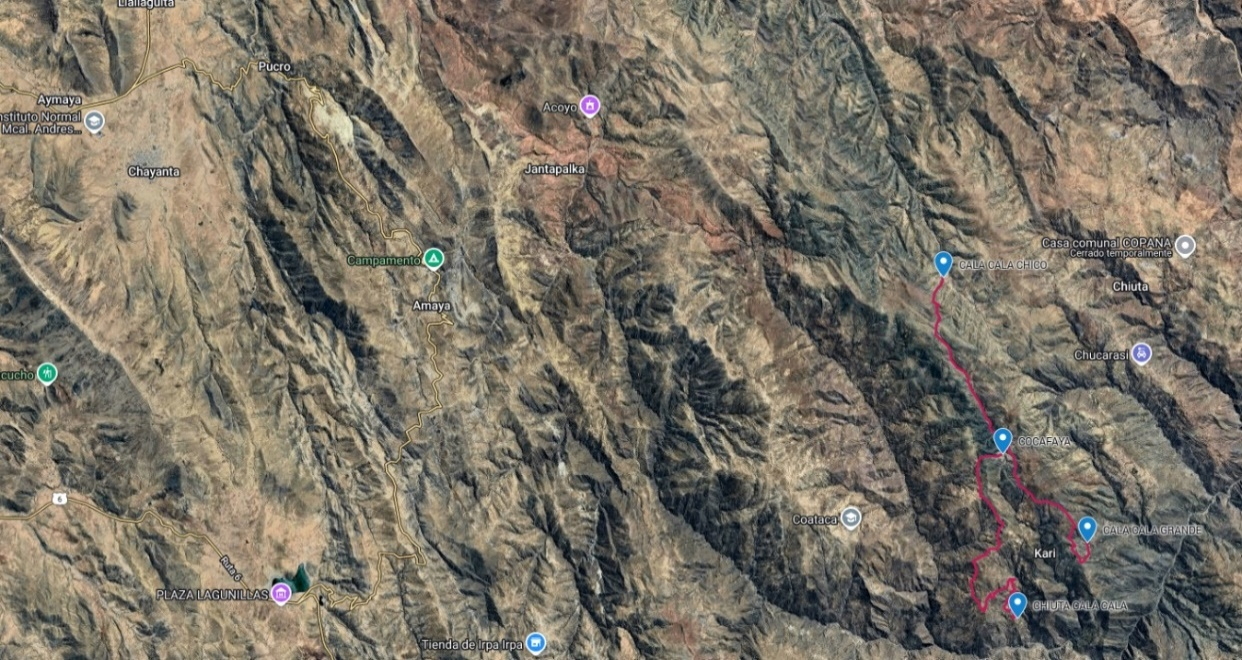 Llallaguita
Pucro
Aymaya
nstituto Normal
Mcal. Andres...
Acoyo
Chayanta
Jantapalka
Casa comunal COPANA
Cerrado temporalmente
CALA CALA CHICO
Campamento
Chiuta
Amaya
Chucarasi
cucho
COCAFAYA
6
Coataca
CALA CALA GRANDE
Kari
Ruta 6
PLAZA LAGUNILLAS
CHIUTA CALA CALA
Tienda de Irpa Irpa